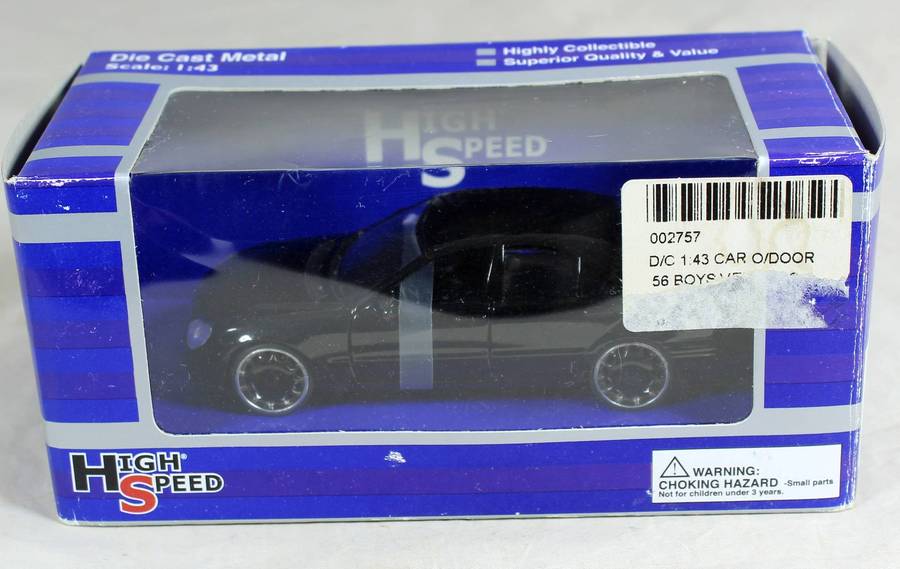 Die Cast Metal
Scale: 1:43
Highly Collectible
Superior Quality & Value
HIGH
SPEED
002757
D/C 1:43 CAR O/DOOR
56 BOYS
HIGH®
SPEED
WARNING:
CHOKING HAZARD -Small parts
Not for children under 3 years.